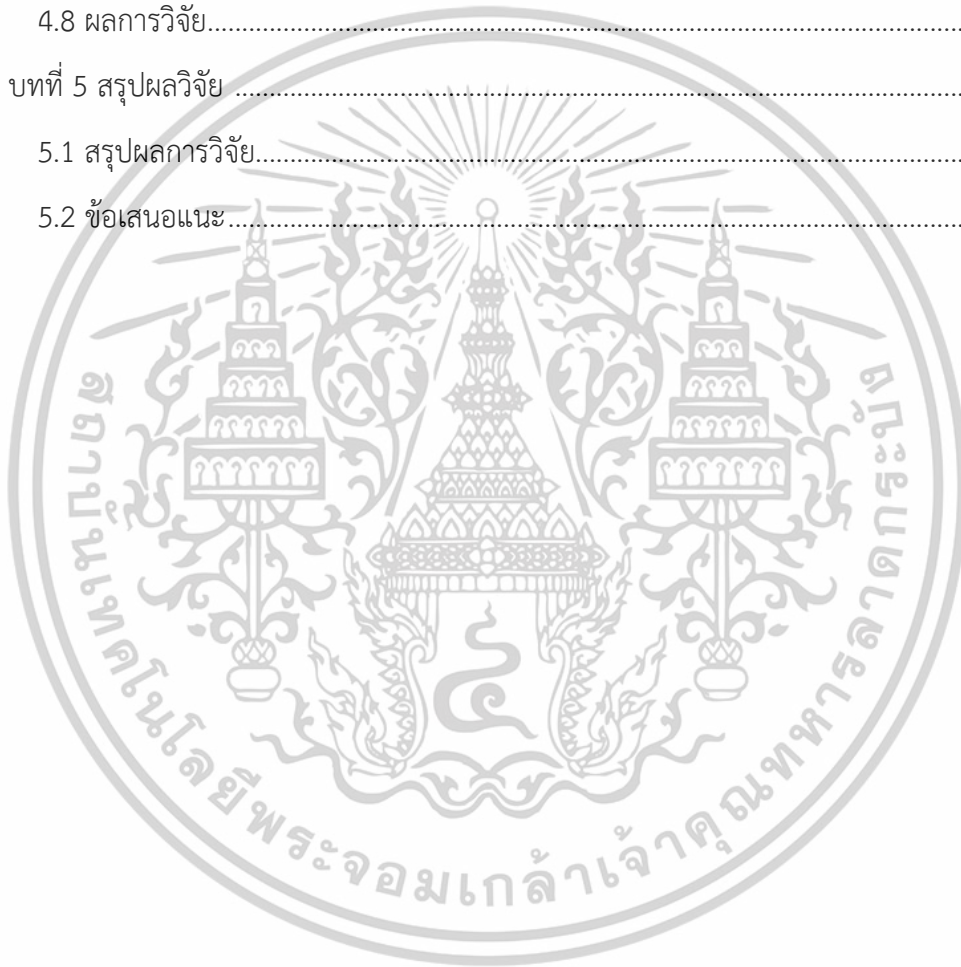 4.8 ผลการวิจัย................................................................................
บทที่ 5 สรุปผลวิจัย ................................................................................
5.1 สรุปผลการวิจัย................................................................................
5.2 ข้อเสนอแนะ................................................................................
๔
สถาบันเทคโนโลยีพระจอมเกล้าเจ้าคุณทหารลาดกระบัง